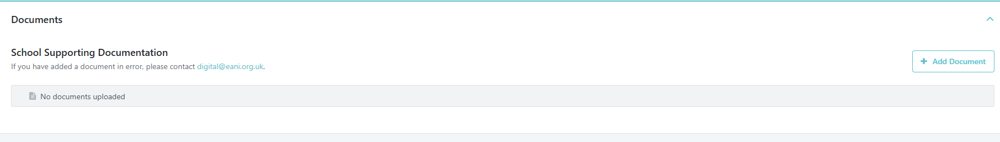 Documents
School Supporting Documentation
If you have added a document in error, please contact digital@eani.org.uk.
+ Add Document
No documents uploaded